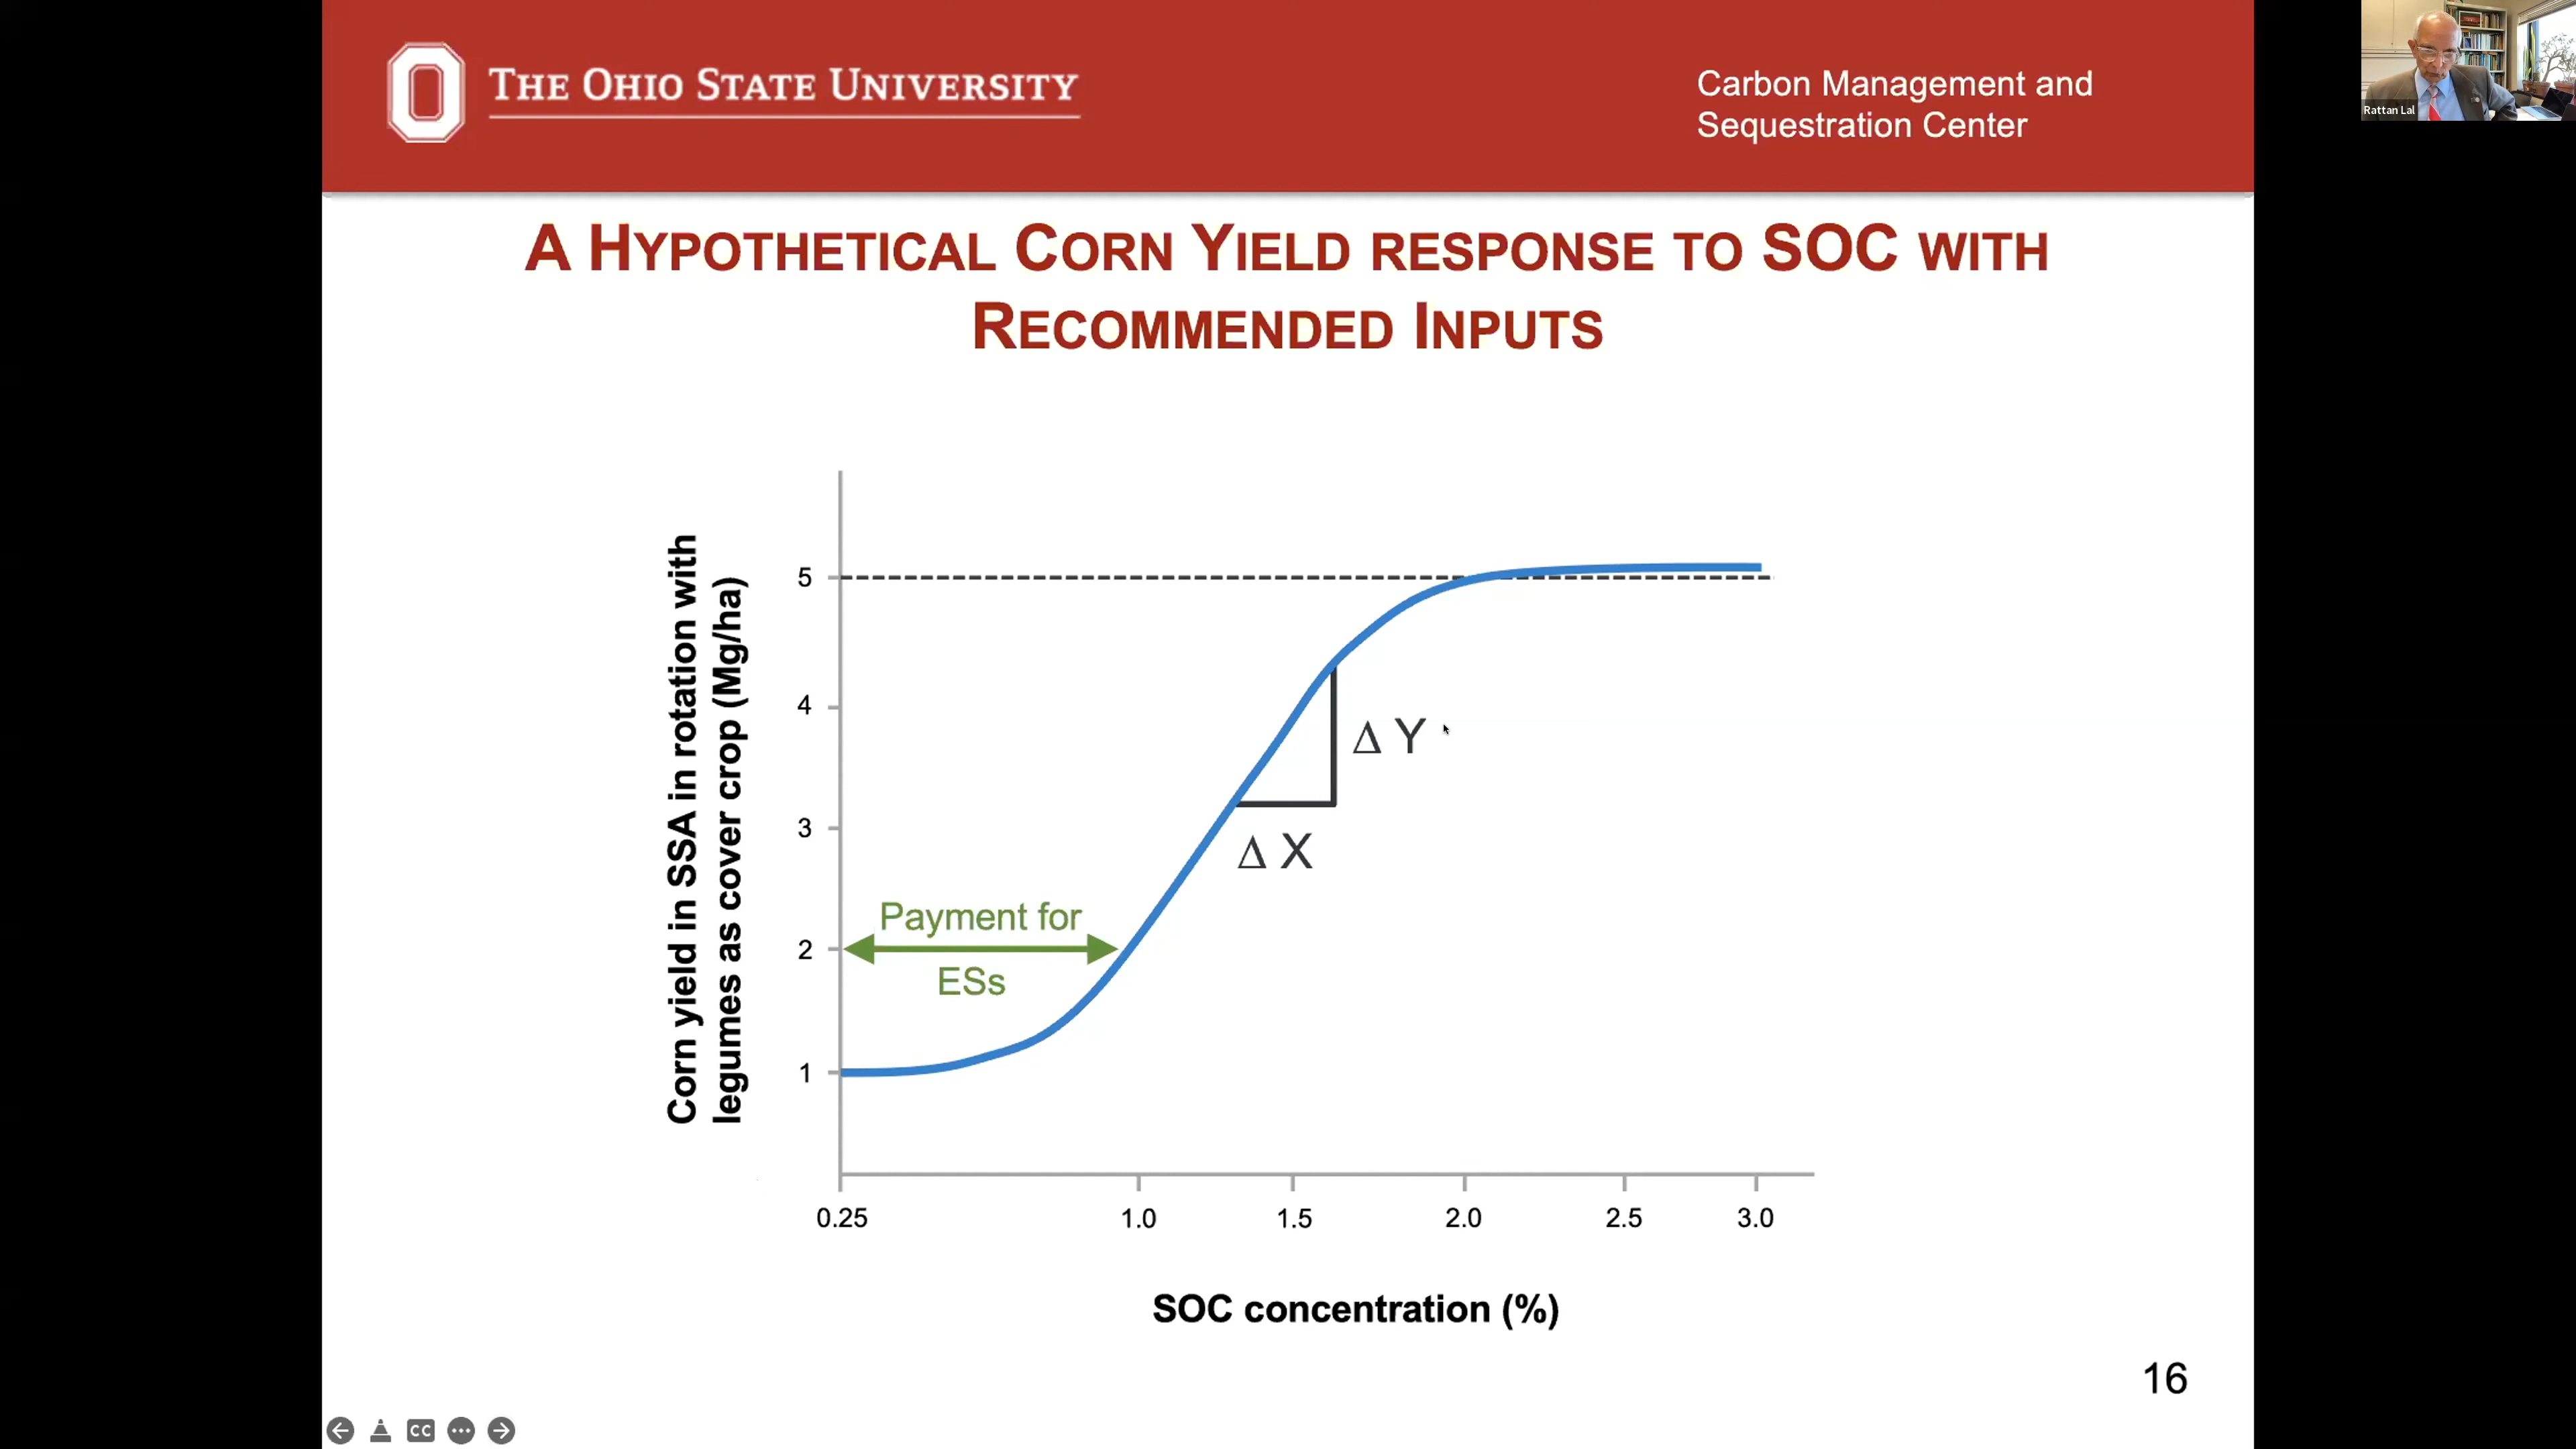 THE OHIO STATE UNIVERSITY
Carbon Management and
Sequestration Center
Rattan Lal
A HYPOTHETICAL CORN YIELD RESPONSE TO SOC WITH
RECOMMENDED INPUTS
Corn yield in SSA in rotation with
legumes as cover crop (Mg/ha)
5
4
3
2
1
Δ Y
Δ X
Payment for
ESs
0.25 1.0 1.5 2.0 2.5 3.0
SOC concentration (%)
16
CC